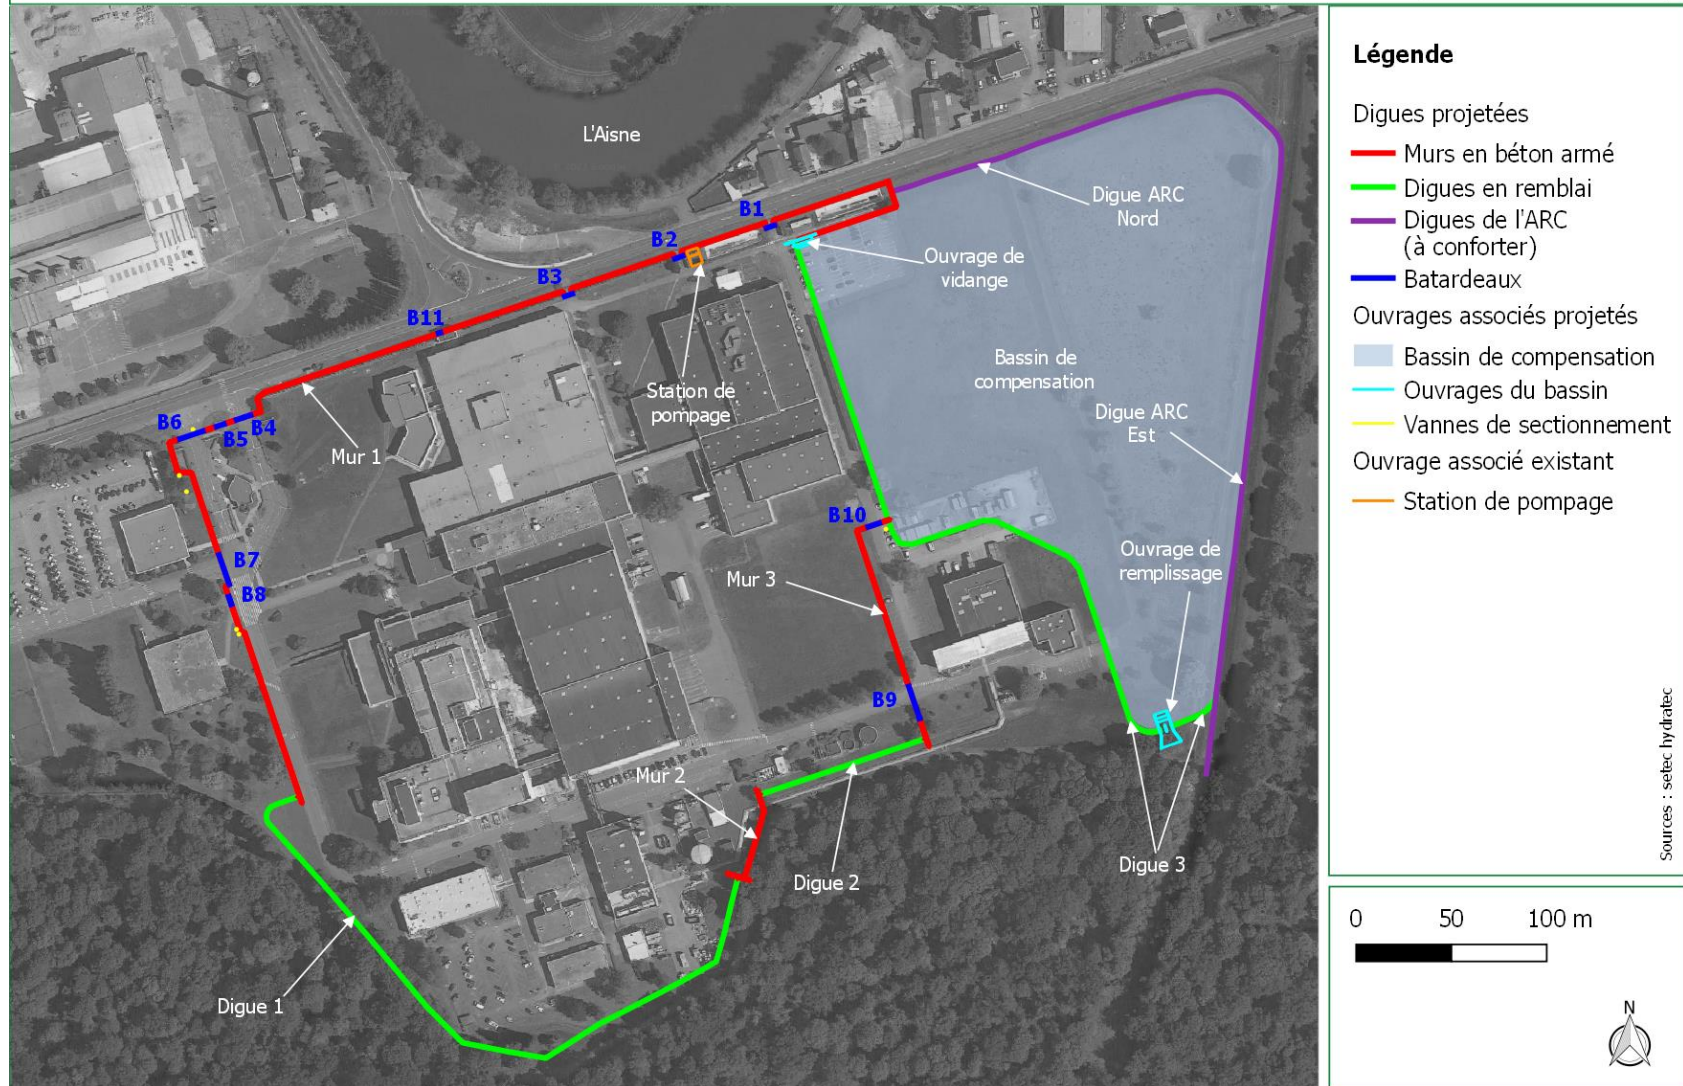 L'Aisne
B1
B2
B3
B11
B6
B5
B4
Digue ARC
Nord
Ouvrage de
vidange
Station de
pompage
Bassin de
compensation
Digue ARC
Est
Mur 1
B7
B8
B10
Mur 3
Ouvrage de
remplissage
B9
Mur 2
Digue 2
Digue 3
Digue 1
Légende
Digues projetées
Murs en béton armé
Digues en remblai
Digues de l'ARC
(à conforter)
Batardeaux
Ouvrages associés projetés
Bassin de compensation
Ouvrages du bassin
Vannes de sectionnement
Ouvrage associé existant
Station de pompage
Sources : setec hydratec
0 50 100 m
N